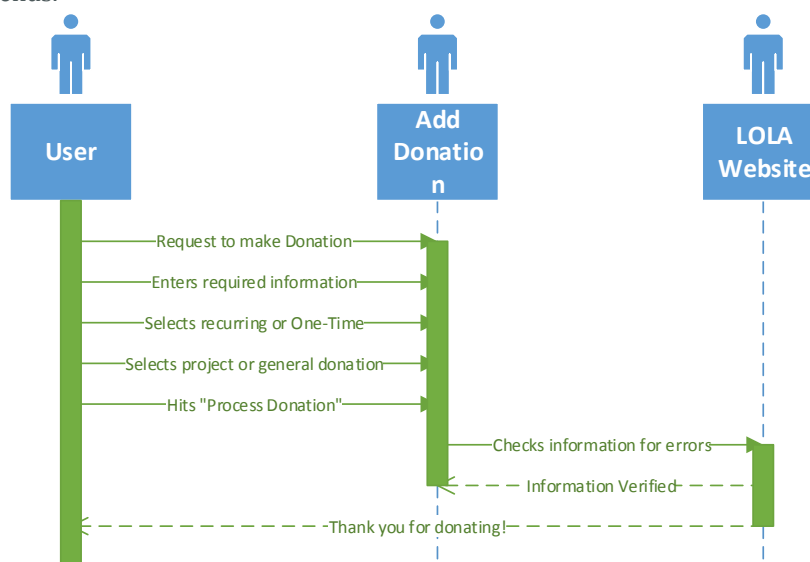 User
Add
Donatio
n
LOLA
Website
Request to make Donation
Enters required information
Selects recurring or One-Time
Selects project or general donation
Hits "Process Donation"
Checks information for errors
Information Verified
Thank you for donating!